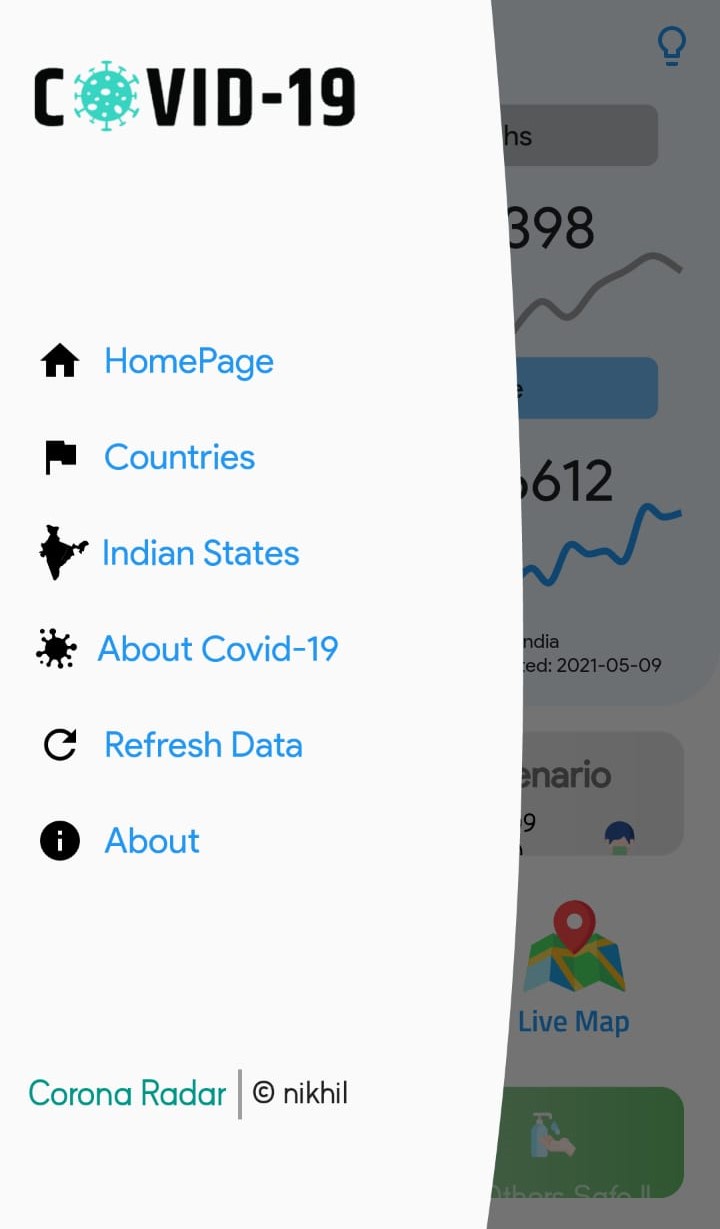 COVID-19
HomePage
Countries
Indian States
About Covid-19
Refresh Data
About
Corona Radar
© nikhil
hs
398
e
612
ndia
ted: 2021-05-09
enario
9
Live Map
Others Safe !!